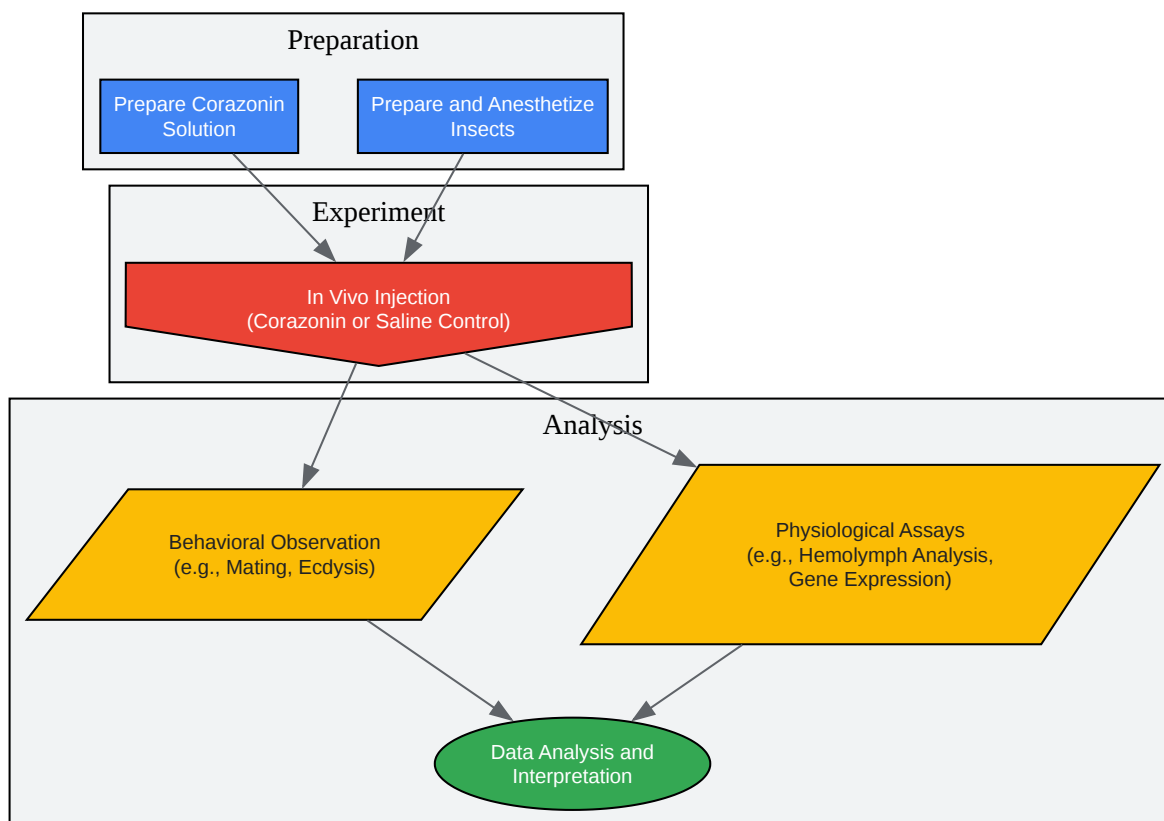 Preparation
Prepare Corazonin
Solution
Prepare and Anesthetize
Insects
Experiment
In Vivo Injection
(Corazonin or Saline Control)
Analysis
Behavioral Observation
(e.g., Mating, Ecdysis)
Physiological Assays
(e.g., Hemolymph Analysis,
Gene Expression)
Data Analysis and
Interpretation